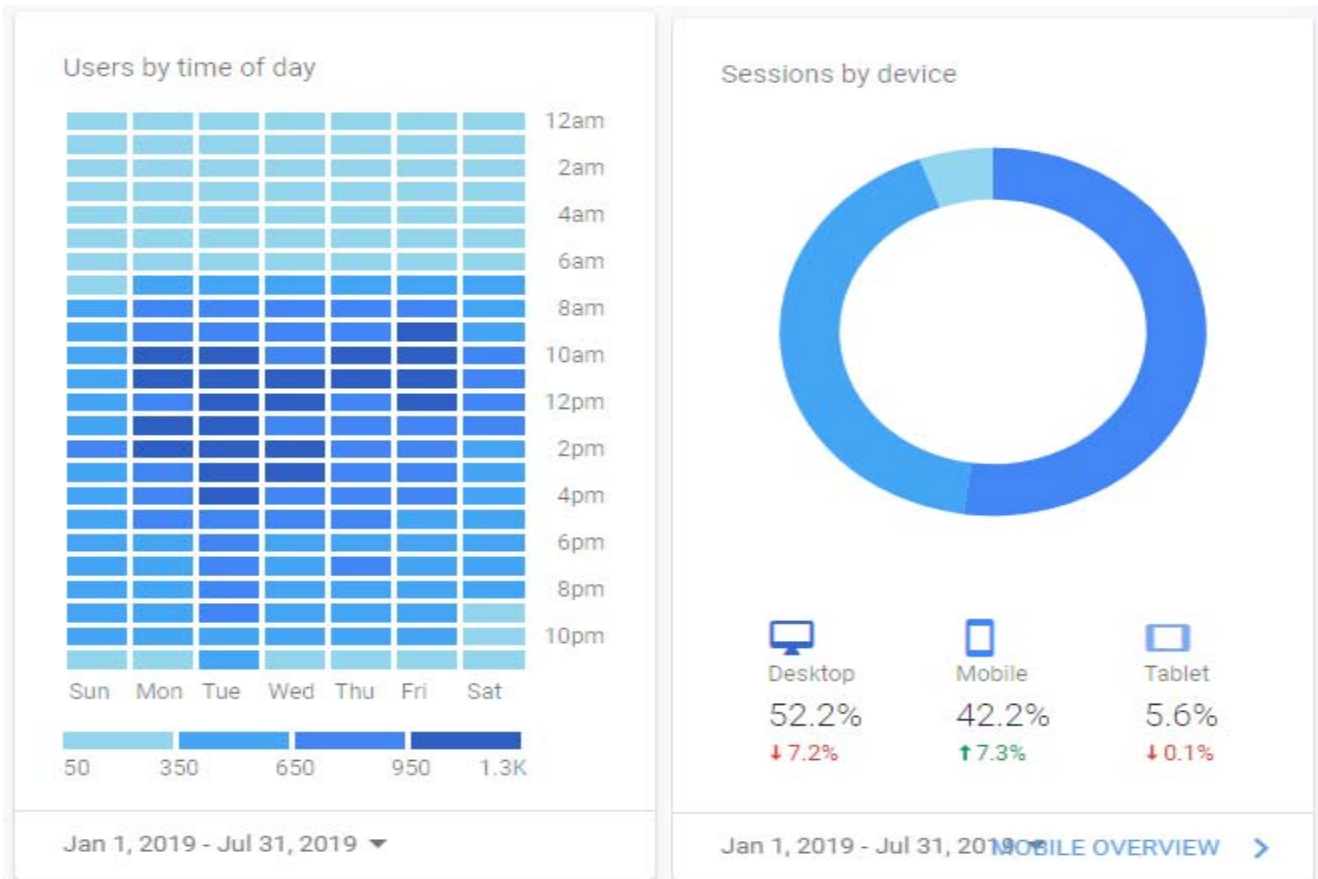 Users by time of day
12am
2am
4am
6am
8am
10am
12pm
2pm
4pm
6pm
8pm
10pm
Sun Mon Tue Wed Thu Fri Sat
50 350 650 950 1.3K
Jan 1, 2019 - Jul 31, 2019
Sessions by device
Desktop Mobile Tablet
52.2% 42.2% 5.6%
↓7.2% ↑7.3% ↓0.1%
Jan 1, 2019 - Jul 31, 2019 MOBILE OVERVIEW